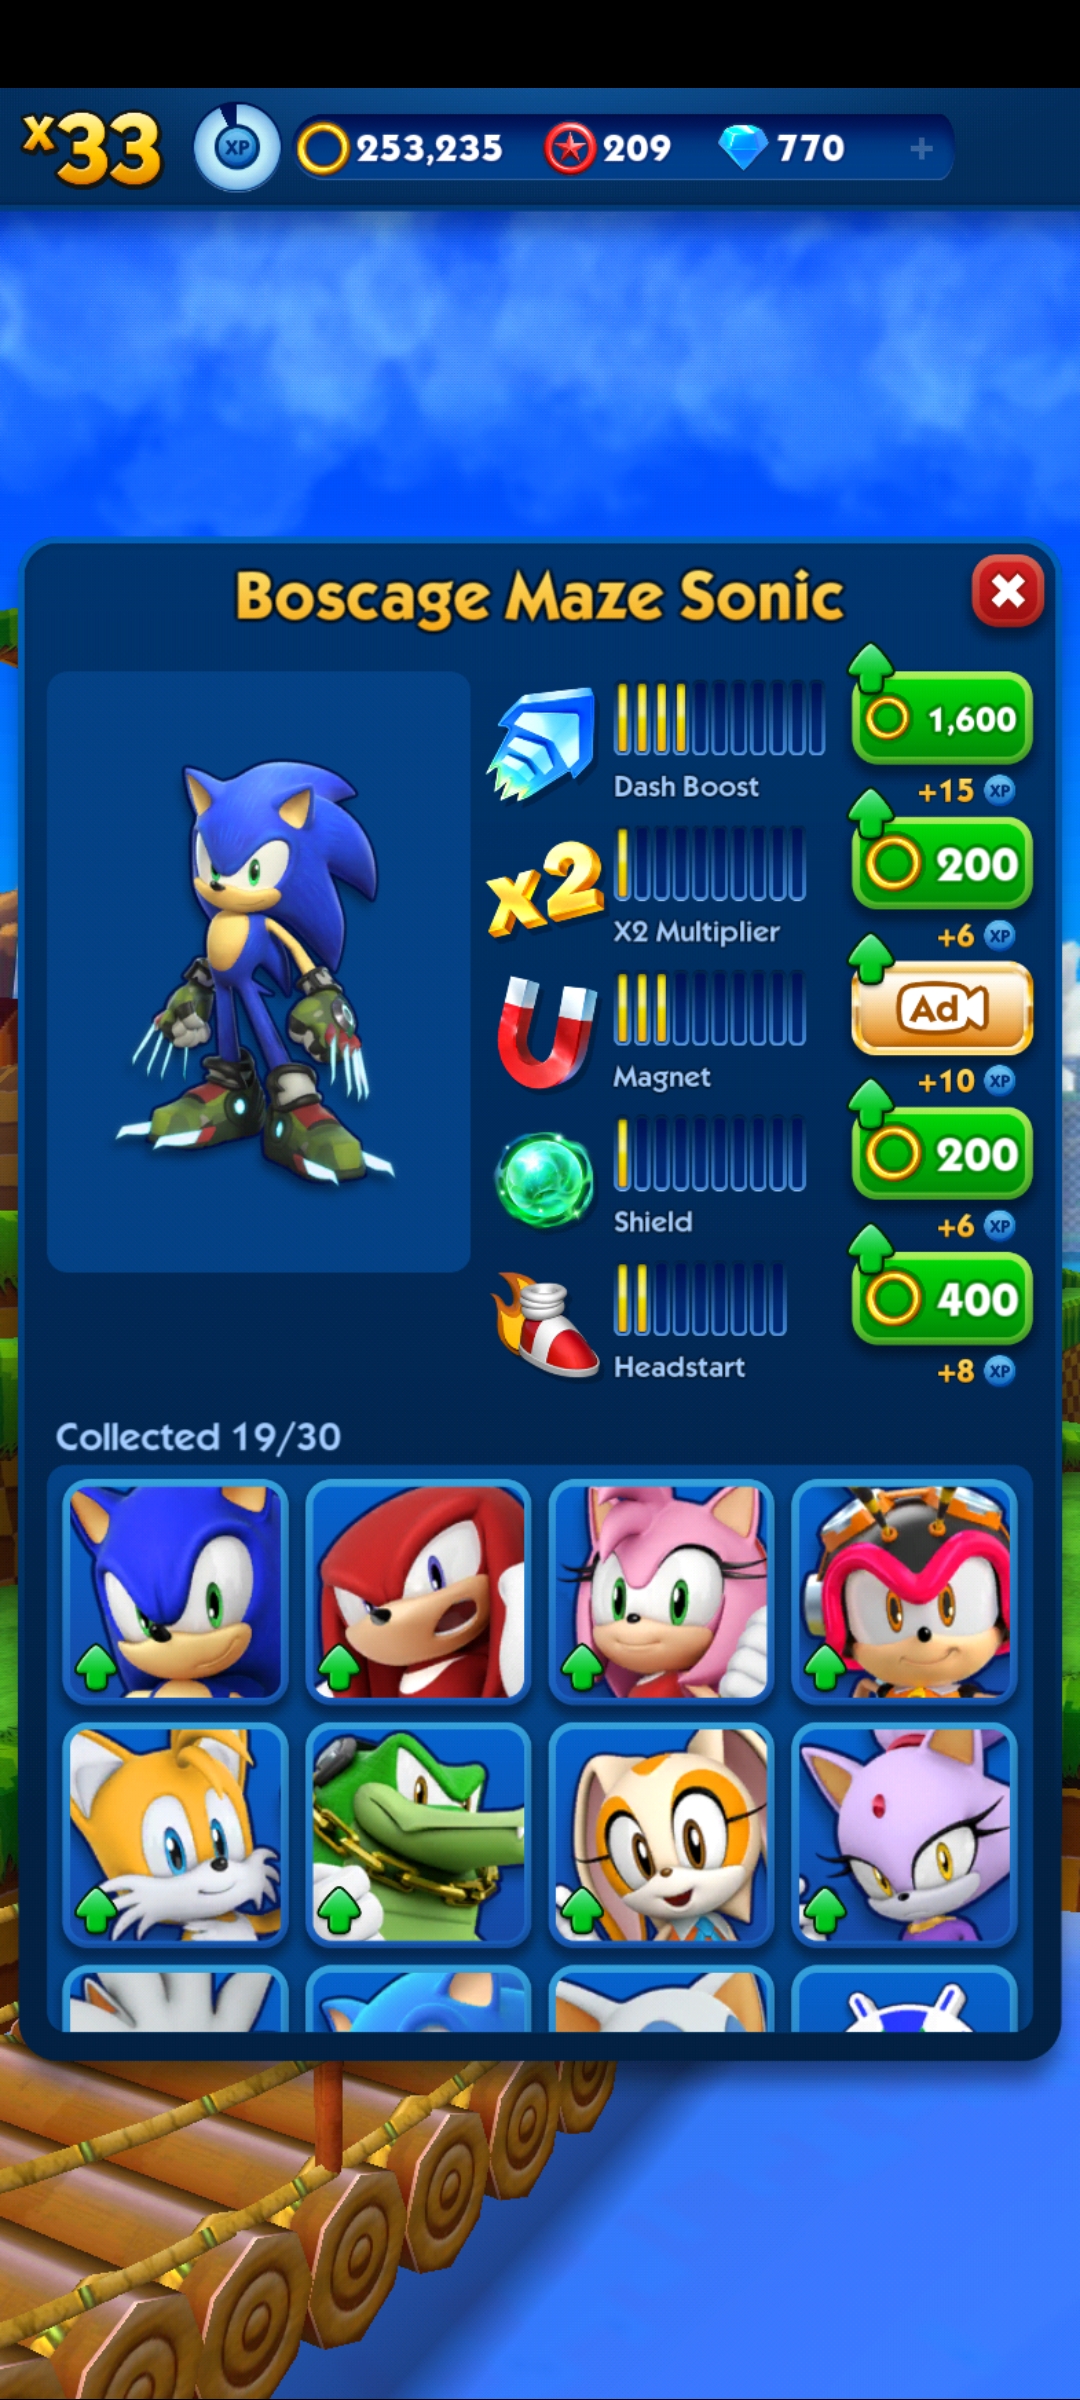 x33
XP
253,235
209
770
+
Boscage Maze Sonic
1,600
Dash Boost
+15 XP
x2
200
X2 Multiplier
+6 XP
Ad
Magnet
+10 XP
200
Shield
+6 XP
400
Headstart
+8 XP
Collected 19/30